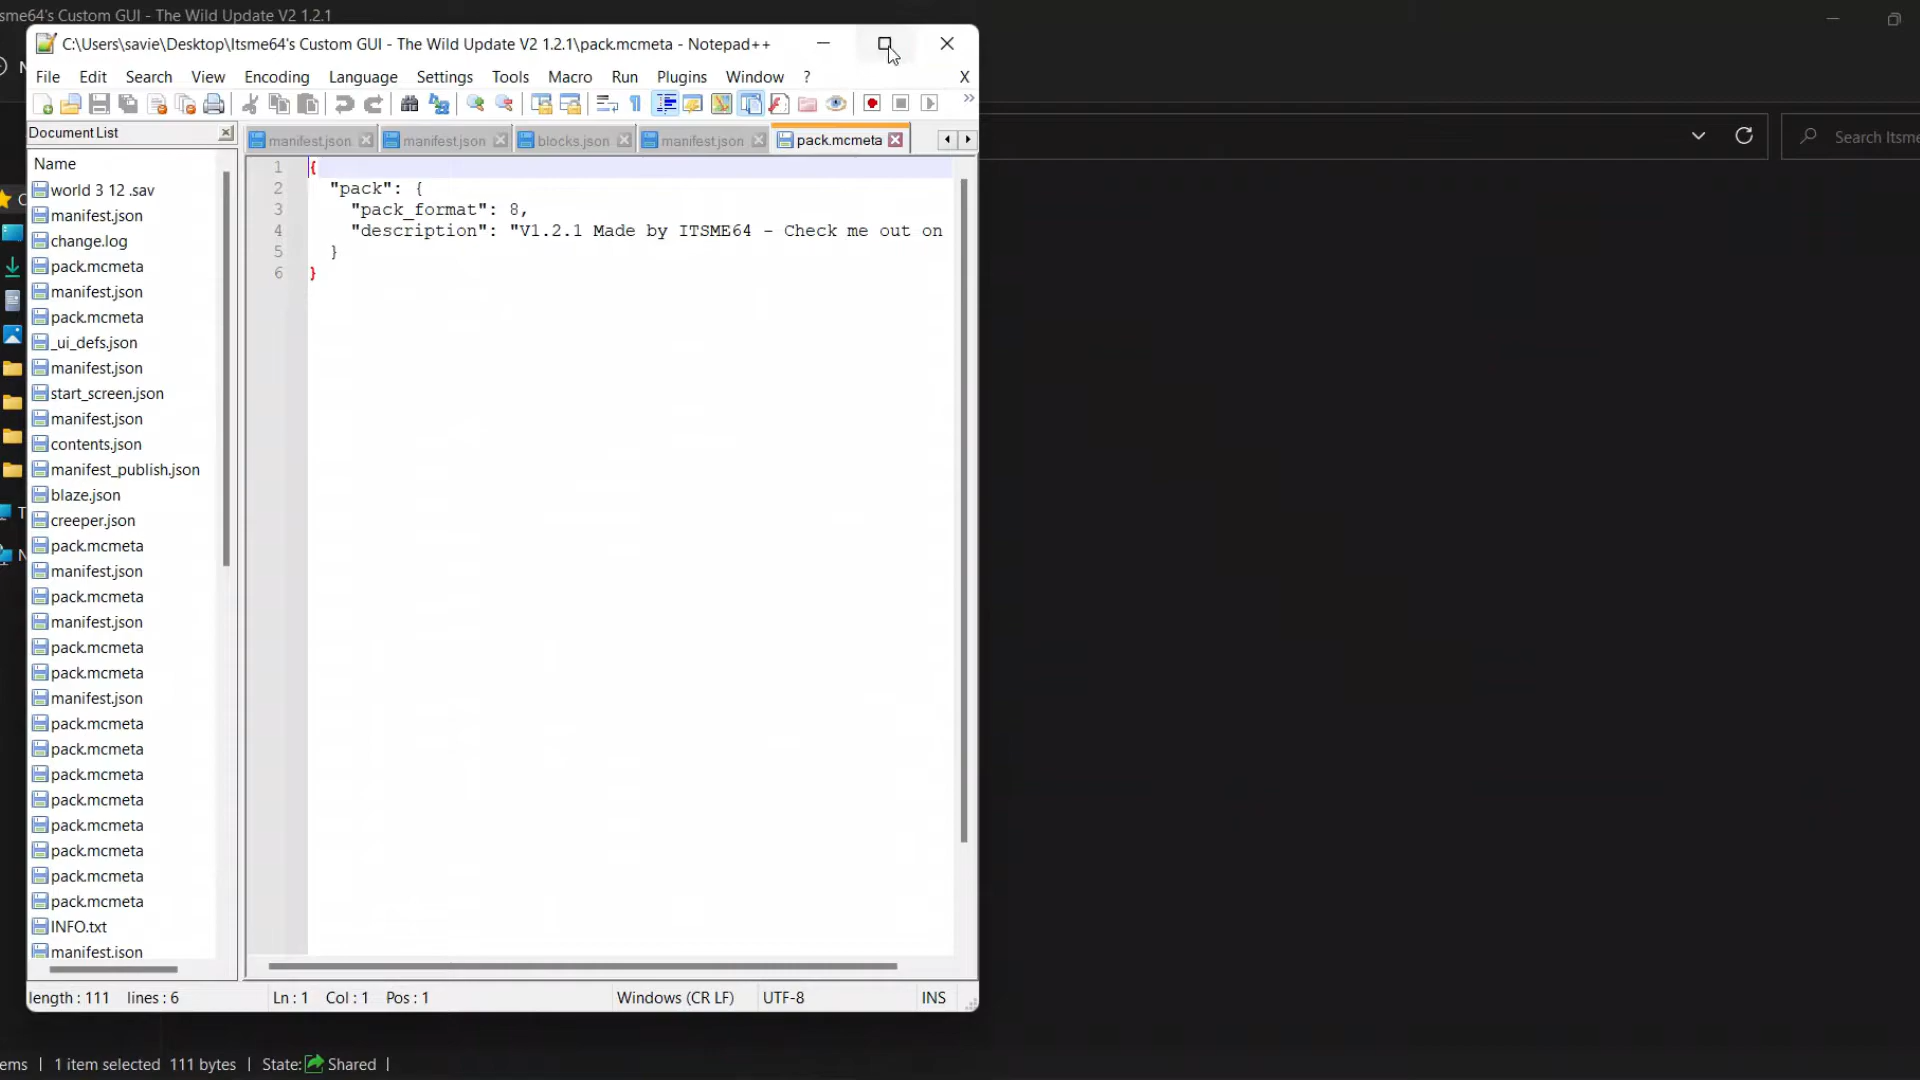 sme64's Custom GUI - The Wild Update V2 1.2.1
C:\Users\savie\Desktop\Itsme64's Custom GUI - The Wild Update V2 1.2.1\pack.mcmeta - Notepad++
File Edit Search View Encoding Language Settings Tools Macro Run Plugins Window ? X
Document List
manifest.json manifest.json blocks.json manifest.json pack.mcmeta
Search Itsme
Name
world 3 12 .sav
manifest.json
change.log
pack.mcmeta
manifest.json
pack.mcmeta
_ui_defs.json
manifest.json
start_screen.json
manifest.json
contents.json
manifest_publish.json
blaze.json
creeper.json
pack.mcmeta
manifest.json
pack.mcmeta
manifest.json
pack.mcmeta
pack.mcmeta
manifest.json
pack.mcmeta
pack.mcmeta
pack.mcmeta
pack.mcmeta
pack.mcmeta
pack.mcmeta
pack.mcmeta
pack.mcmeta
INFO.txt
manifest.json
1 {
2 "pack": {
3 "pack_format": 8,
4 "description": "V1.2.1 Made by ITSME64 - Check me out on
5 }
6 }
length : 111 lines : 6 Ln : 1 Col : 1 Pos : 1 Windows (CR LF) UTF-8 INS
ems | 1 item selected 111 bytes | State: Shared |